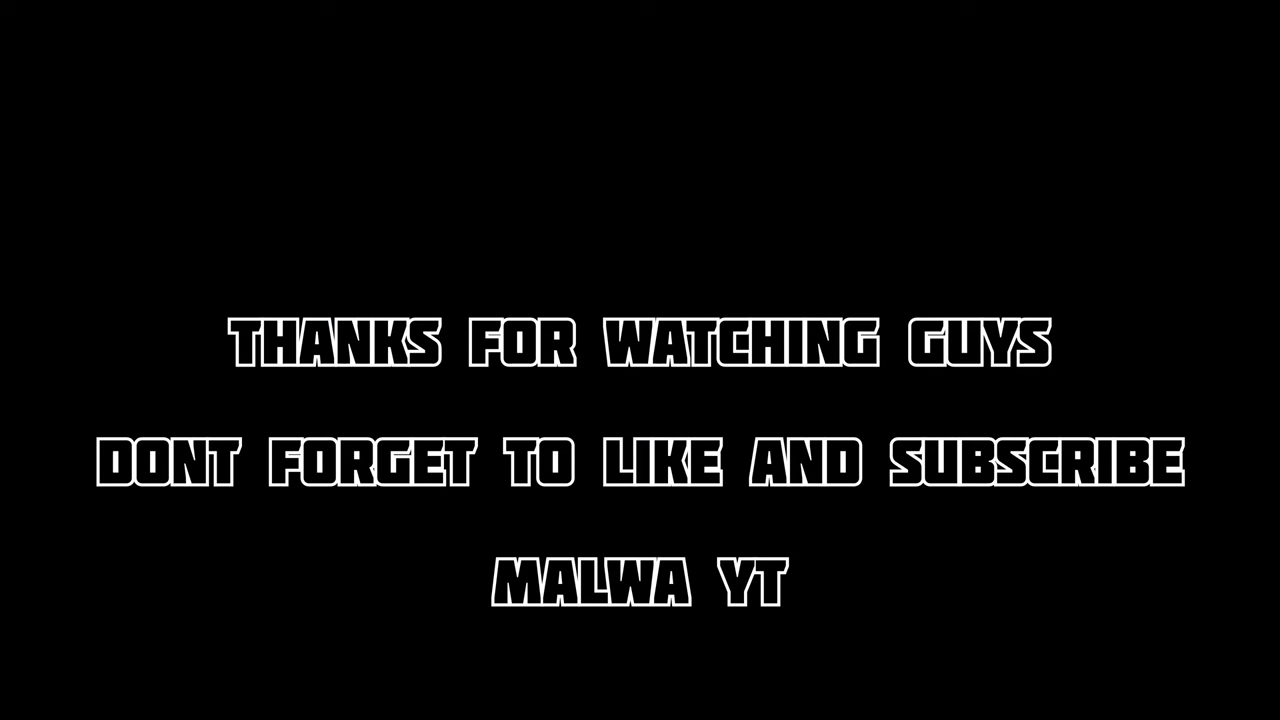 THANKS FOR WATCHING GUYS
DONT FORGET TO LIKE AND SUBSCRIBE
MALWA YT